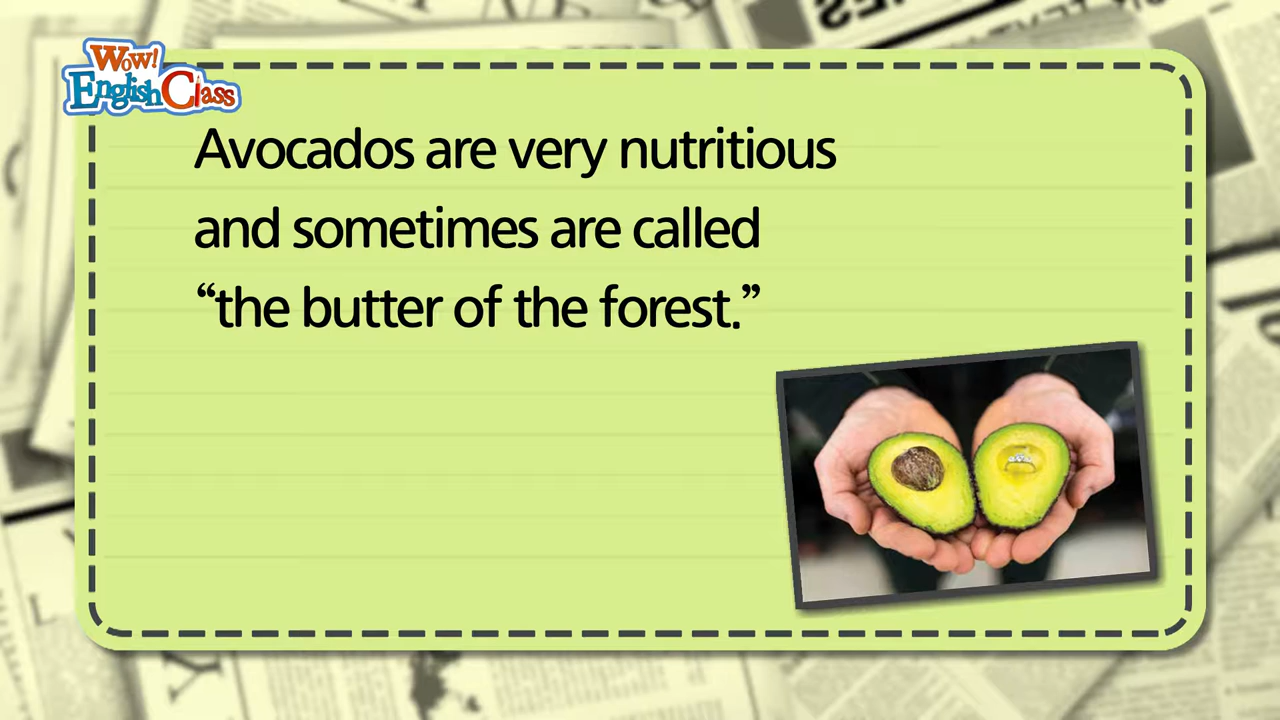 Wow!
English Class
Avocados are very nutritious
and sometimes are called
“the butter of the forest.”